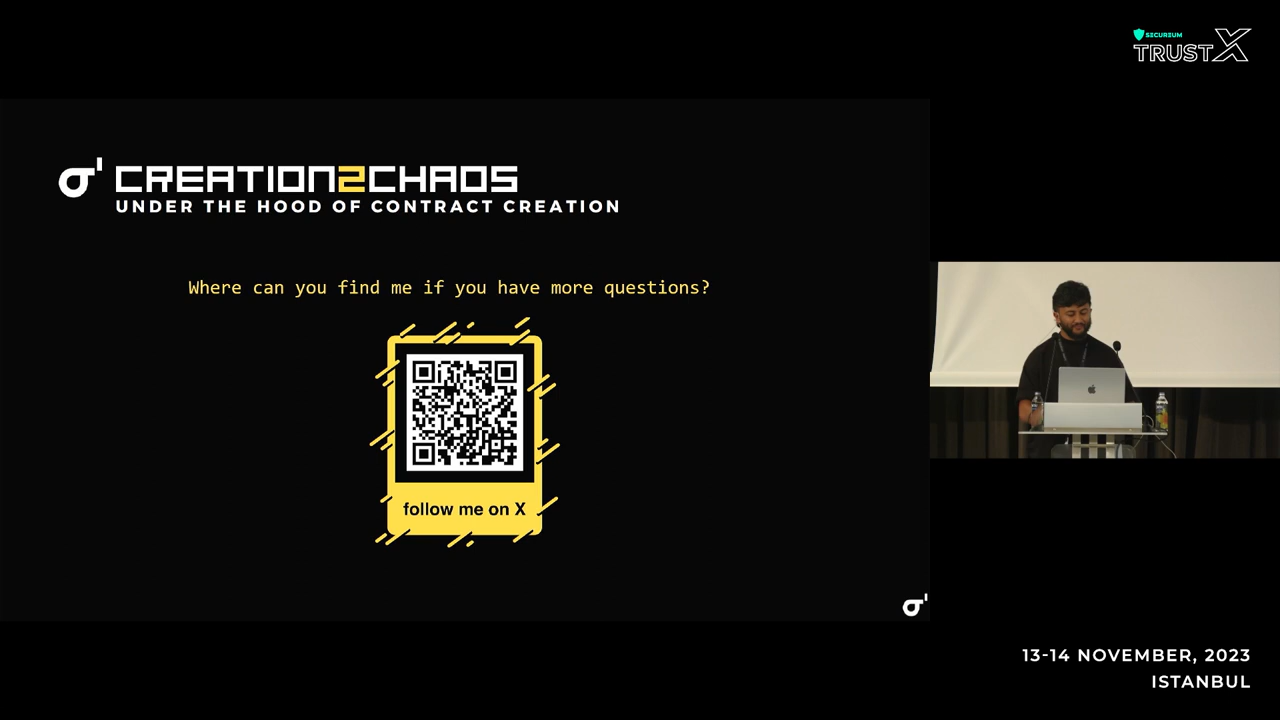 SECUREUM
TRUSTX
σ' CREATION2CHAOS
UNDER THE HOOD OF CONTRACT CREATION
Where can you find me if you have more questions?
follow me on X
σ'
13-14 NOVEMBER, 2023
ISTANBUL